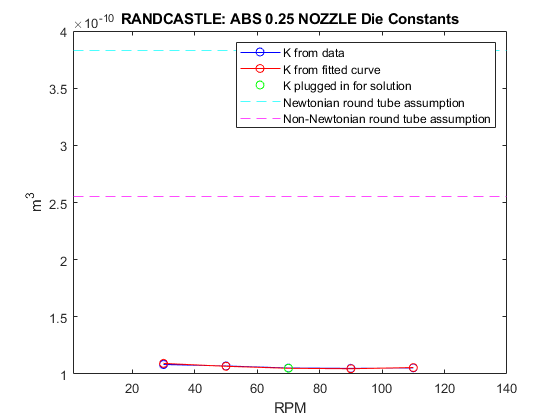 ×10⁻¹⁰ RANDCASTLE: ABS 0.25 NOZZLE Die Constants
4
3.5
3
2.5
2
1.5
1
m³
K from data
K from fitted curve
K plugged in for solution
Newtonian round tube assumption
Non-Newtonian round tube assumption
20 40 60 80 100 120 140
RPM